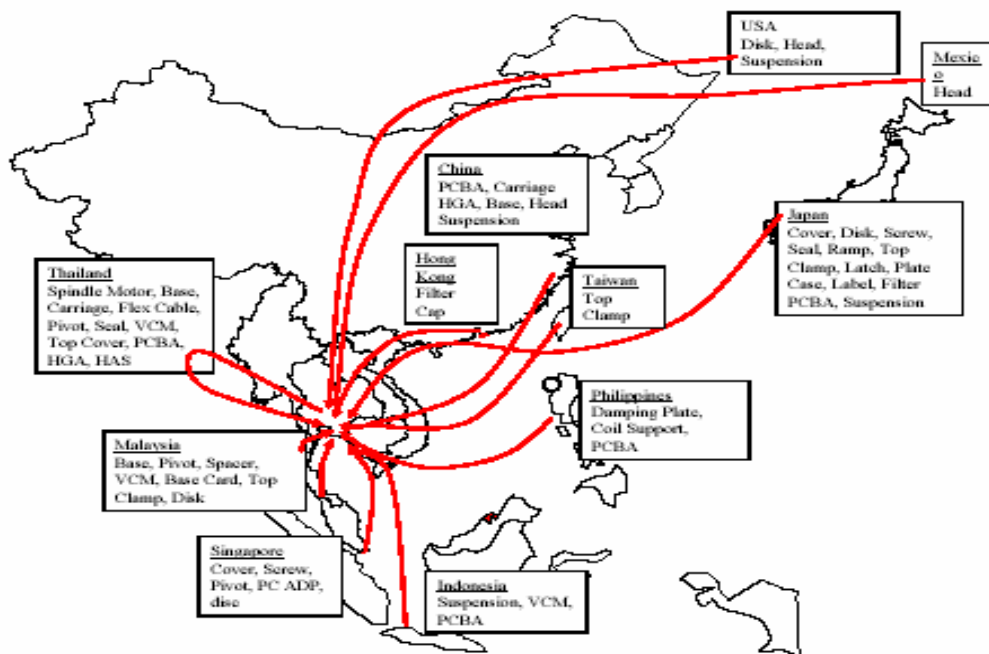 USA
Disk, Head,
Suspension
Mexic
o
Head
China
PCBA, Carriage
HGA, Base, Head
Suspension
Japan
Cover, Disk, Screw,
Seal, Ramp, Top
Clamp, Latch, Plate
Case, Label, Filter
PCBA, Suspension
Hong
Kong
Filter
Cap
Taiwan
Top
Clamp
Thailand
Spindle Motor, Base,
Carriage, Flex Cable,
Pivot, Seal, VCM,
Top Cover, PCBA,
HGA, HAS
Philippines
Damping Plate,
Coil Support,
PCBA
Malaysia
Base, Pivot, Spacer,
VCM, Base Card, Top
Clamp, Disk
Singapore
Cover, Screw,
Pivot, PC ADP,
disc
Indonesia
Suspension, VCM,
PCBA